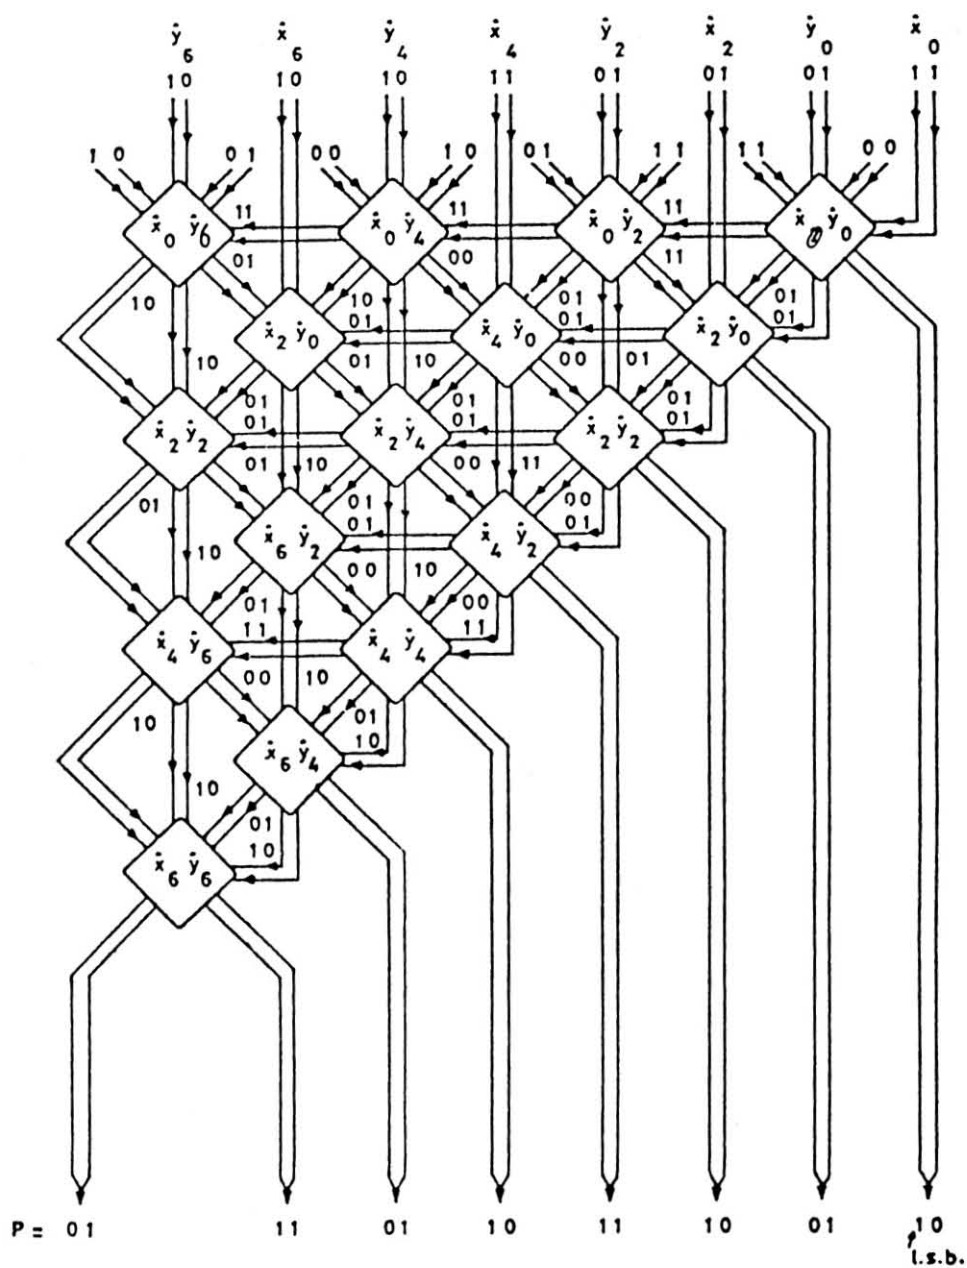 ŷ6 x̂6 ŷ4 x̂4 ŷ2 x̂2 ŷ0 x̂0
10 10 10 11 01 01 01 11
10 01 00 10 01 11 11 00
x̂0 ŷ6 11 x̂0 ŷ4 11 x̂0 ŷ2 11 x̂0 ŷ0
01 00 11
10 10 01 01
x̂2 ŷ0 01 x̂4 ŷ0 01 x̂2 ŷ0 01
10 01 10 00 01
01 01 01
x̂2 ŷ2 01 x̂2 ŷ4 01 x̂2 ŷ2 01
01 10 00 11
01 01 00
x̂6 ŷ2 01 x̂4 ŷ2 01
10 00 10
01 00
x̂4 ŷ6 11 x̂4 ŷ4 11
00 10
10 01
x̂6 ŷ4 10
10
01
x̂6 ŷ6 10
P = 01 11 01 10 11 10 01 10
l.s.b.